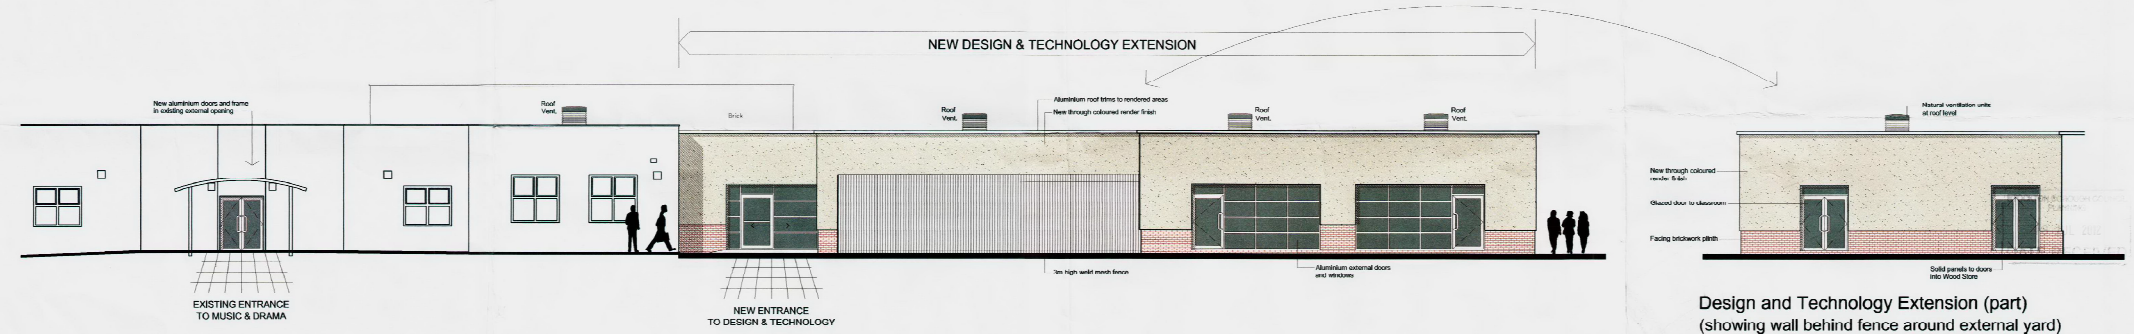 NEW DESIGN & TECHNOLOGY EXTENSION
New aluminium doors and frame
in existing external opening
Roof
Vent.
Brick
Aluminium roof trims to rendered areas
New through coloured render finish
Roof
Vent.
Roof
Vent.
Roof
Vent.
3m high weld mesh fence
Aluminium external doors
and windows
EXISTING ENTRANCE
TO MUSIC & DRAMA
NEW ENTRANCE
TO DESIGN & TECHNOLOGY
Natural ventilation units
at roof level
New through coloured
render finish
Glazed door to classroom
Facing brickwork plinth
Solid panels to doors
into Wood Store
Design and Technology Extension (part)
(showing wall behind fence around external yard)